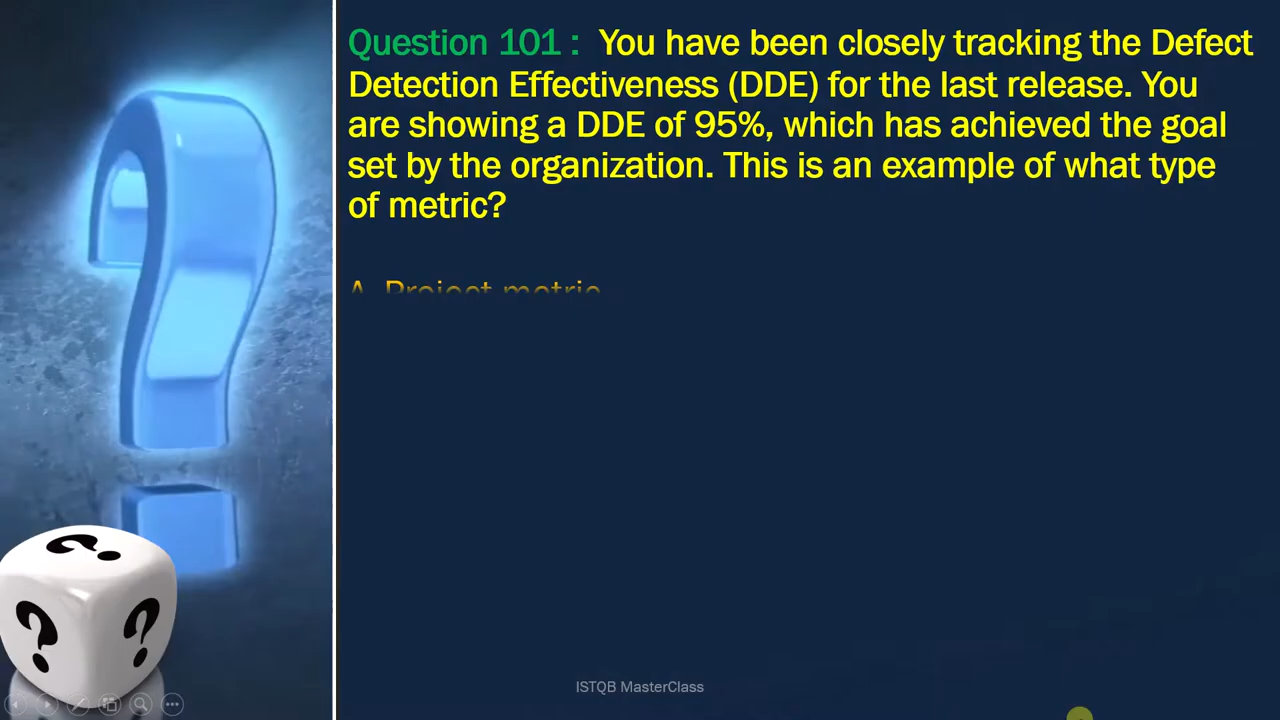 Question 101 : You have been closely tracking the Defect
Detection Effectiveness (DDE) for the last release. You
are showing a DDE of 95%, which has achieved the goal
set by the organization. This is an example of what type
of metric?
A. Project metric
ISTQB MasterClass